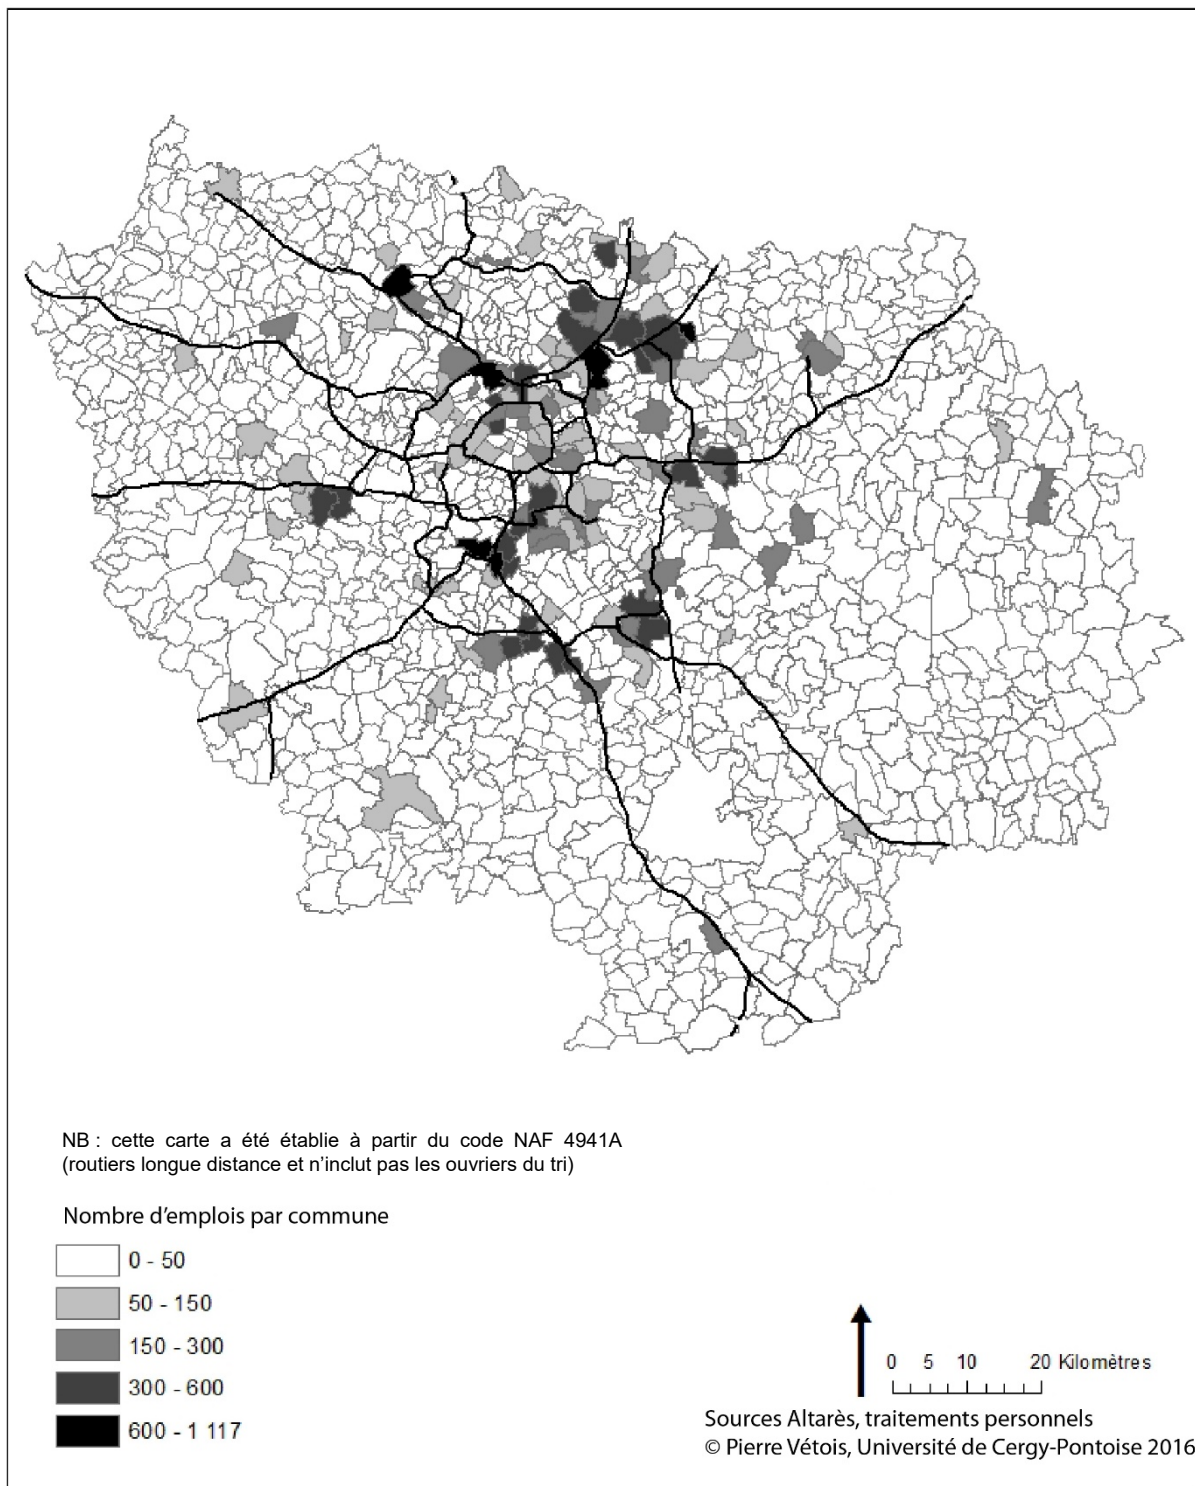 NB : cette carte a été établie à partir du code NAF 4941A
(routiers longue distance et n’inclut pas les ouvriers du tri)
Nombre d’emplois par commune
0 - 50
50 - 150
150 - 300
300 - 600
600 - 1 117
0 5 10 20 Kilomètres
Sources Altarès, traitements personnels
© Pierre Vétois, Université de Cergy-Pontoise 2016